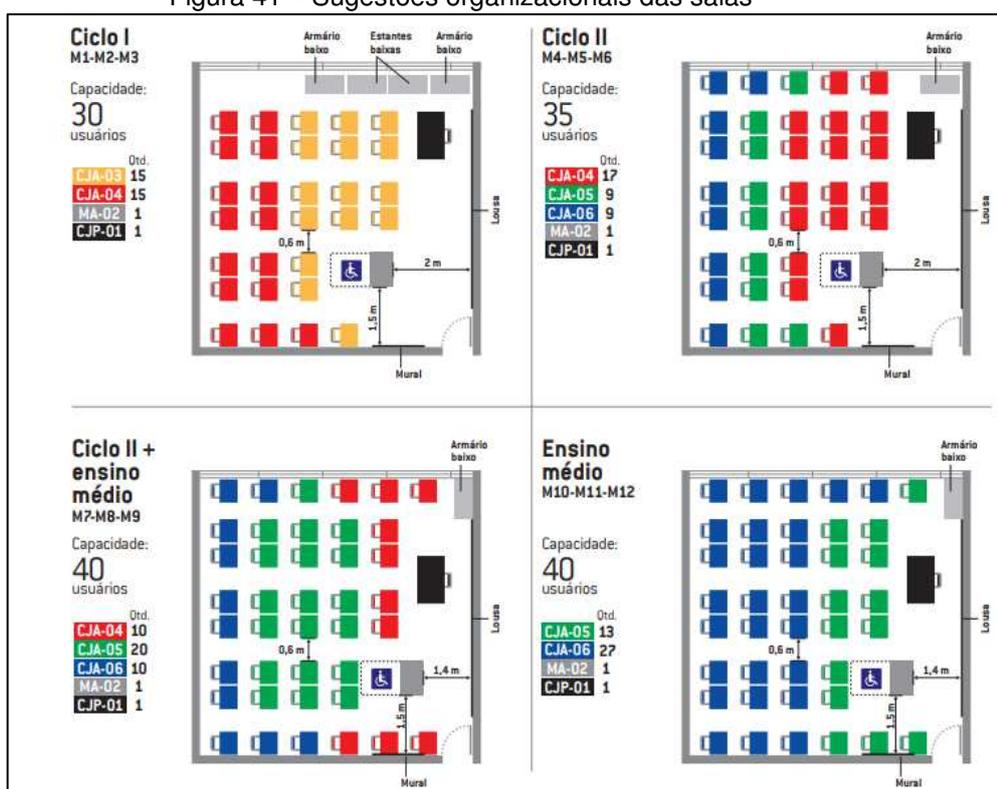 Figura 41 – Sugestões organizacionais das salas
Ciclo I
M1-M2-M3
Capacidade:
30
usuários
Qtd.
CJA-03 15
CJA-04 15
MA-02 1
CJP-01 1
Armário baixo
Estantes baixas
Armário baixo
0,6 m
2 m
1,5 m
Lousa
Mural
Ciclo II
M4-M5-M6
Capacidade:
35
usuários
Qtd.
CJA-04 17
CJA-05 9
CJA-06 9
MA-02 1
CJP-01 1
Armário baixo
0,6 m
2 m
1,5 m
Lousa
Mural
Ciclo II +
ensino
médio
M7-M8-M9
Capacidade:
40
usuários
Qtd.
CJA-04 10
CJA-05 20
CJA-06 10
MA-02 1
CJP-01 1
Armário baixo
0,6 m
1,4 m
1,5 m
Lousa
Mural
Ensino
médio
M10-M11-M12
Capacidade:
40
usuários
Qtd.
CJA-05 13
CJA-06 27
MA-02 1
CJP-01 1
Armário baixo
0,6 m
1,4 m
1,5 m
Lousa
Mural